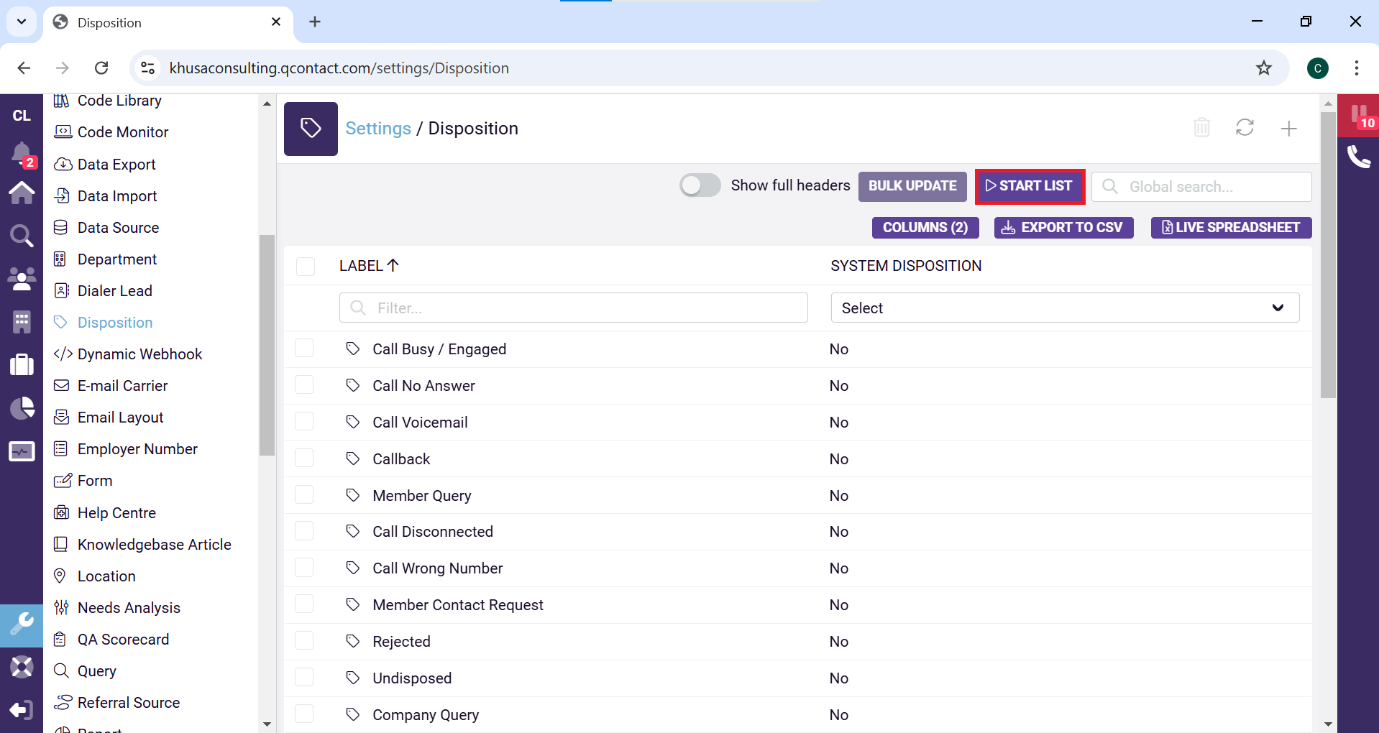 Disposition
khusaconsulting.qcontact.com/settings/Disposition
C
CL
2
10
Code Library
Code Monitor
Data Export
Data Import
Data Source
Department
Dialer Lead
Disposition
Dynamic Webhook
E-mail Carrier
Email Layout
Employer Number
Form
Help Centre
Knowledgebase Article
Location
Needs Analysis
QA Scorecard
Query
Referral Source
Report
Settings / Disposition
Show full headers BULK UPDATE START LIST Global search...
COLUMNS (2) EXPORT TO CSV LIVE SPREADSHEET
LABEL SYSTEM DISPOSITION
Filter... Select
Call Busy / Engaged No
Call No Answer No
Call Voicemail No
Callback No
Member Query No
Call Disconnected No
Call Wrong Number No
Member Contact Request No
Rejected No
Undisposed No
Company Query No